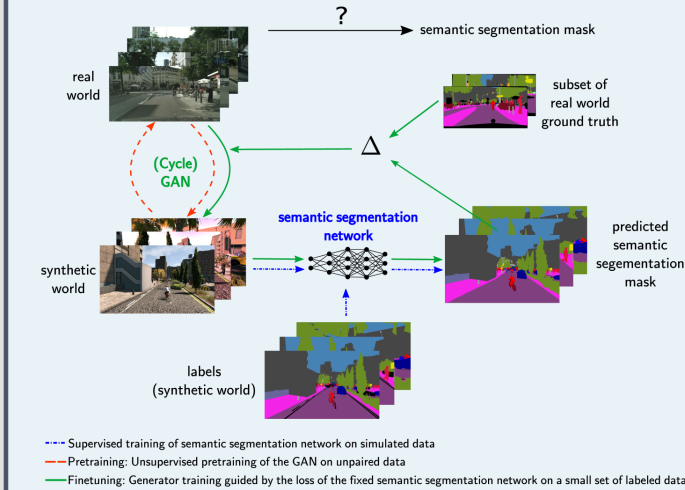 ?
semantic segmentation mask
real
world
subset of
real world
ground truth
Δ
(Cycle)
GAN
semantic segmentation
network
predicted
semantic
segementation
mask
synthetic
world
labels
(synthetic world)
Supervised training of semantic segmentation network on simulated data
Pretraining: Unsupervised pretraining of the GAN on unpaired data
Finetuning: Generator training guided by the loss of the fixed semantic segmentation network on a small set of labeled data